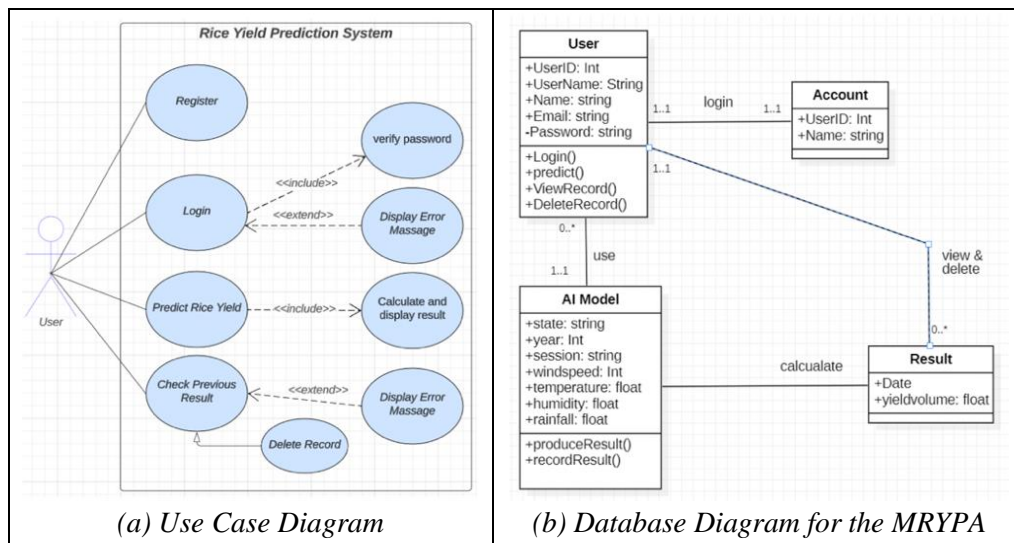 Rice Yield Prediction System
Register
verify password
<<include>>
Login
<<extend>>
Display Error
Massage
User
Predict Rice Yield
<<include>>
Calculate and
display result
Check Previous
Result
<<extend>>
Display Error
Massage
Delete Record
(a) Use Case Diagram
User
+UserID: Int
+UserName: String
+Name: string
+Email: string
-Password: string
+Login()
+predict()
+ViewRecord()
+DeleteRecord()
1..1
login
1..1
Account
+UserID: Int
+Name: string
1..1
0..*
use
1..1
view &
delete
0..*
AI Model
+state: string
+year: Int
+session: string
+windspeed: Int
+temperature: float
+humidity: float
+rainfall: float
+produceResult()
+recordResult()
calcualate
Result
+Date
+yieldvolume: float
(b) Database Diagram for the MRYPA